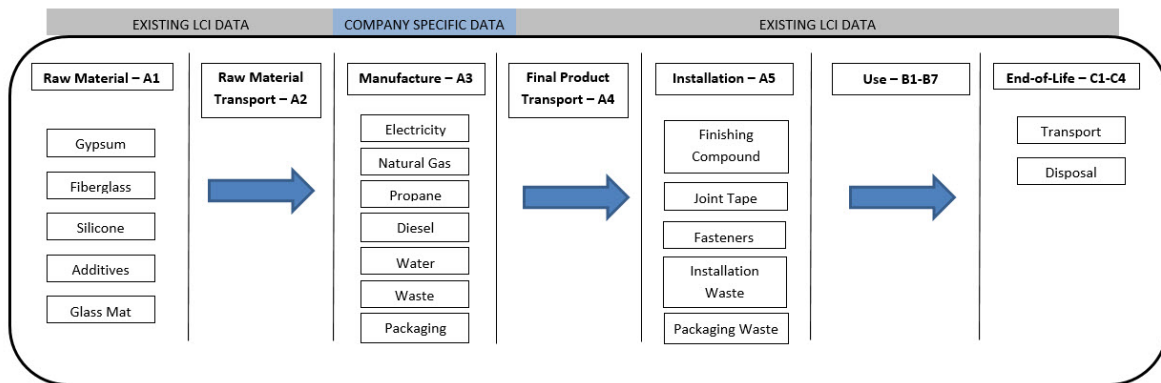 EXISTING LCI DATA
COMPANY SPECIFIC DATA
EXISTING LCI DATA
Raw Material – A1
Gypsum
Fiberglass
Silicone
Additives
Glass Mat
Raw Material
Transport – A2
Manufacture – A3
Electricity
Natural Gas
Propane
Diesel
Water
Waste
Packaging
Final Product
Transport – A4
Installation – A5
Finishing
Compound
Joint Tape
Fasteners
Installation
Waste
Packaging Waste
Use – B1-B7
End-of-Life – C1-C4
Transport
Disposal